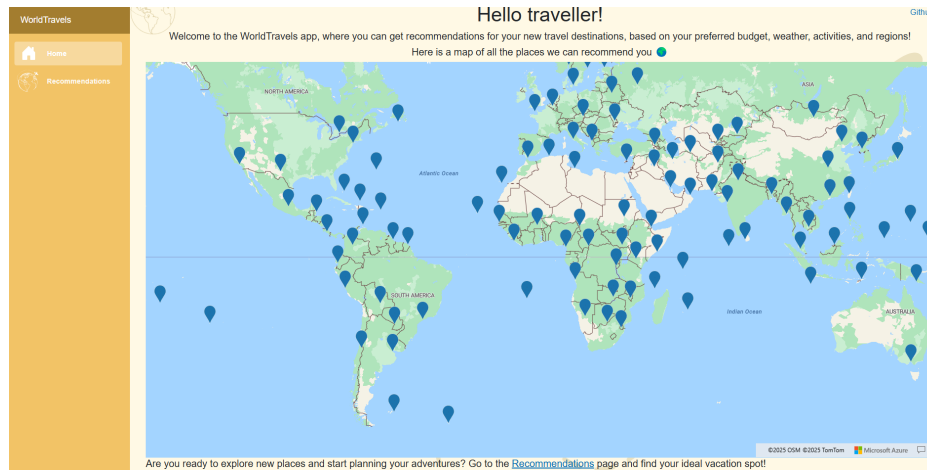 WorldTravels
Home
Recommendations
Hello traveller!
Welcome to the WorldTravels app, where you can get recommendations for your new travel destinations, based on your preferred budget, weather, activities, and regions!
Here is a map of all the places we can recommend you
NORTH AMERICA
ASIA
Atlantic Ocean
SOUTH AMERICA
Indian Ocean
AUSTRALIA
©2025 OSM ©2025 TomTom Microsoft Azure
Are you ready to explore new places and start planning your adventures? Go to the Recommendations page and find your ideal vacation spot!